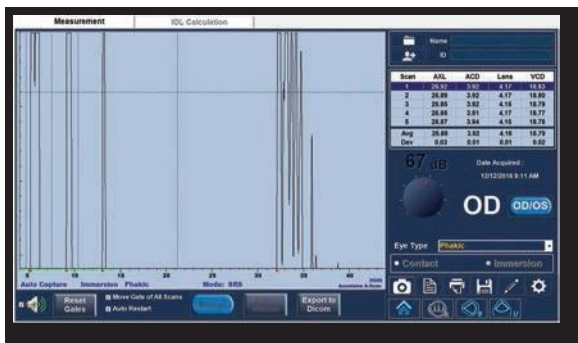 Measurement
IOL Calculation
Name
ID
Scan AXL ACD Lens VCD
1 26.92 3.92 4.17 18.83
2 26.89 3.92 4.17 18.80
3 26.85 3.92 4.15 18.78
4 26.85 3.91 4.17 18.77
5 26.87 3.94 4.15 18.78
Avg 26.88 3.92 4.16 18.79
Dev 0.03 0.01 0.01 0.02
67 dB
Date Acquired :
12/12/2016 9:11 AM
OD OD/OS
Eye Type Phakic
Contact Immersion
5 10 15 20 25 30 35 40
Auto Capture Immersion Phakic Mode: SRS
Reset Gates
Move Gate of All Scans
Auto Restart
Export to Dicom